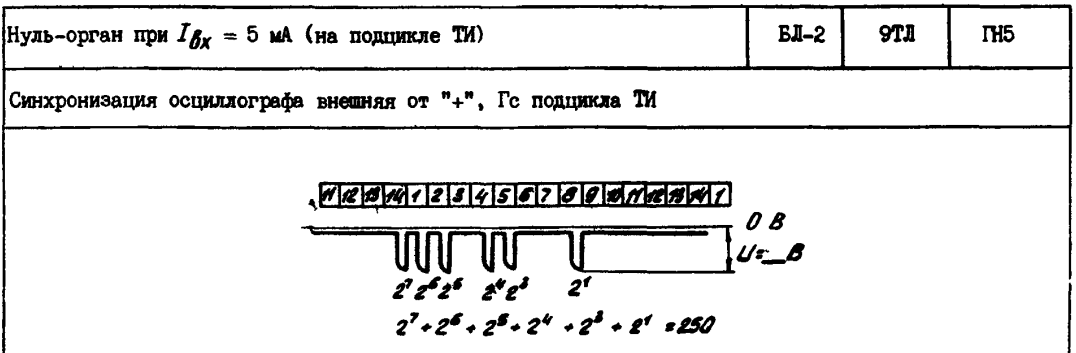 Нуль-орган при Iвх = 5 мА (на подцикле ТИ) БЛ-2 9ТЛ ГН5
Синхронизация осциллографа внешняя от "+", Гс подцикла ТИ
11 12 13 14 1 2 3 4 5 6 7 8 9 10 11 12 13 14 1
0 В
U=__В
2⁷ 2⁶ 2⁵ 2⁴ 2³ 2¹
2⁷ + 2⁶ + 2⁵ + 2⁴ + 2³ + 2¹ = 250